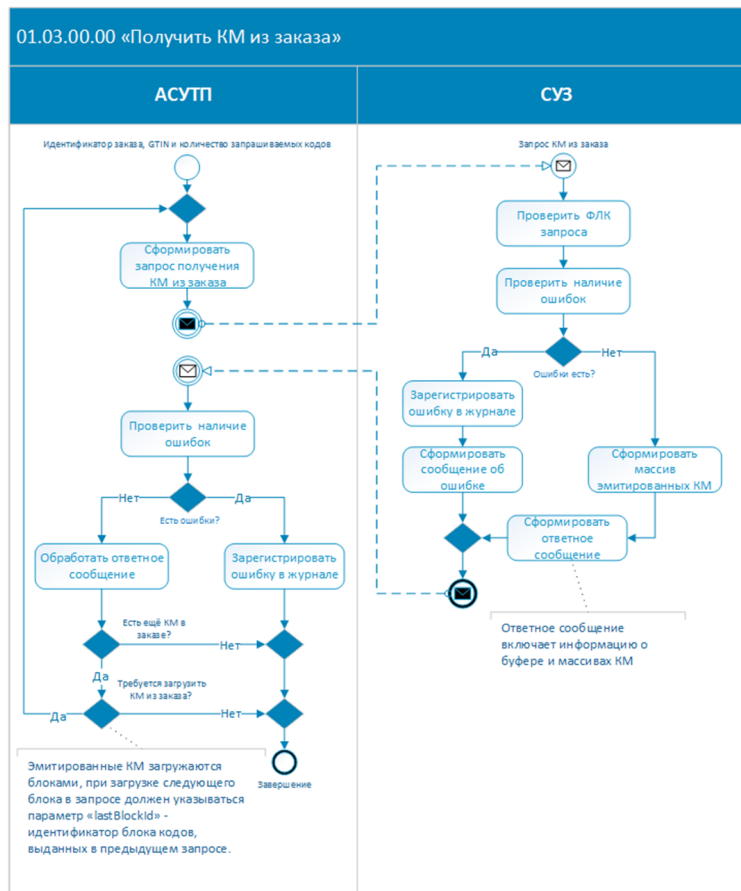 01.03.00.00 «Получить КМ из заказа»
АСУТП
СУЗ
Идентификатор заказа, GTIN и количество запрашиваемых кодов
Сформировать
запрос получения
КМ из заказа
Проверить наличие
ошибок
Нет
Да
Есть ошибки?
Обработать ответное
сообщение
Зарегистрировать
ошибку в журнале
Есть ещё КМ в
заказе?
Нет
Да
Требуется загрузить
КМ из заказа?
Да
Нет
Завершение
Эмитированные КМ загружаются
блоками, при загрузке следующего
блока в запросе должен указываться
параметр «lastBlockId» -
идентификатор блока кодов,
выданных в предыдущем запросе.
Запрос КМ из заказа
Проверить ФЛК
запроса
Проверить наличие
ошибок
Да
Нет
Ошибки есть?
Зарегистрировать
ошибку в журнале
Сформировать
сообщение об
ошибке
Сформировать
массив
эмитированных КМ
Сформировать
ответное
сообщение
Ответное сообщение
включает информацию о
буфере и массивах КМ